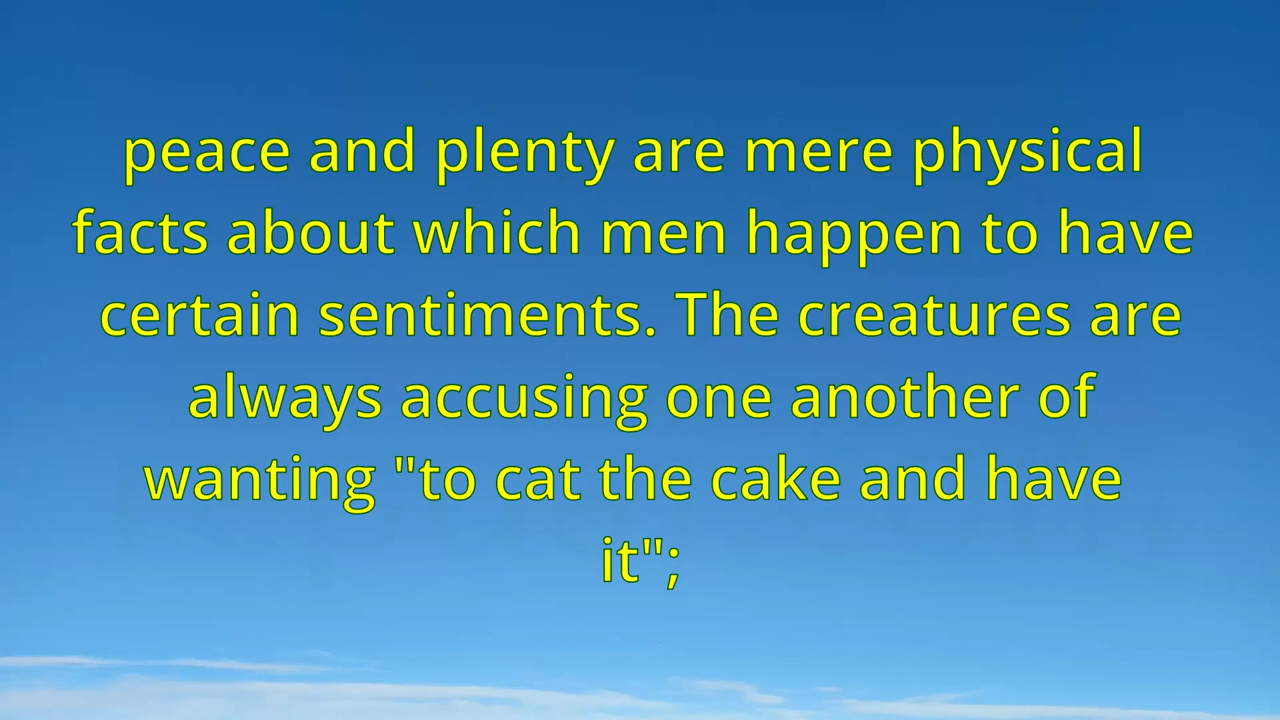 peace and plenty are mere physical
facts about which men happen to have
certain sentiments. The creatures are
always accusing one another of
wanting "to cat the cake and have
it";